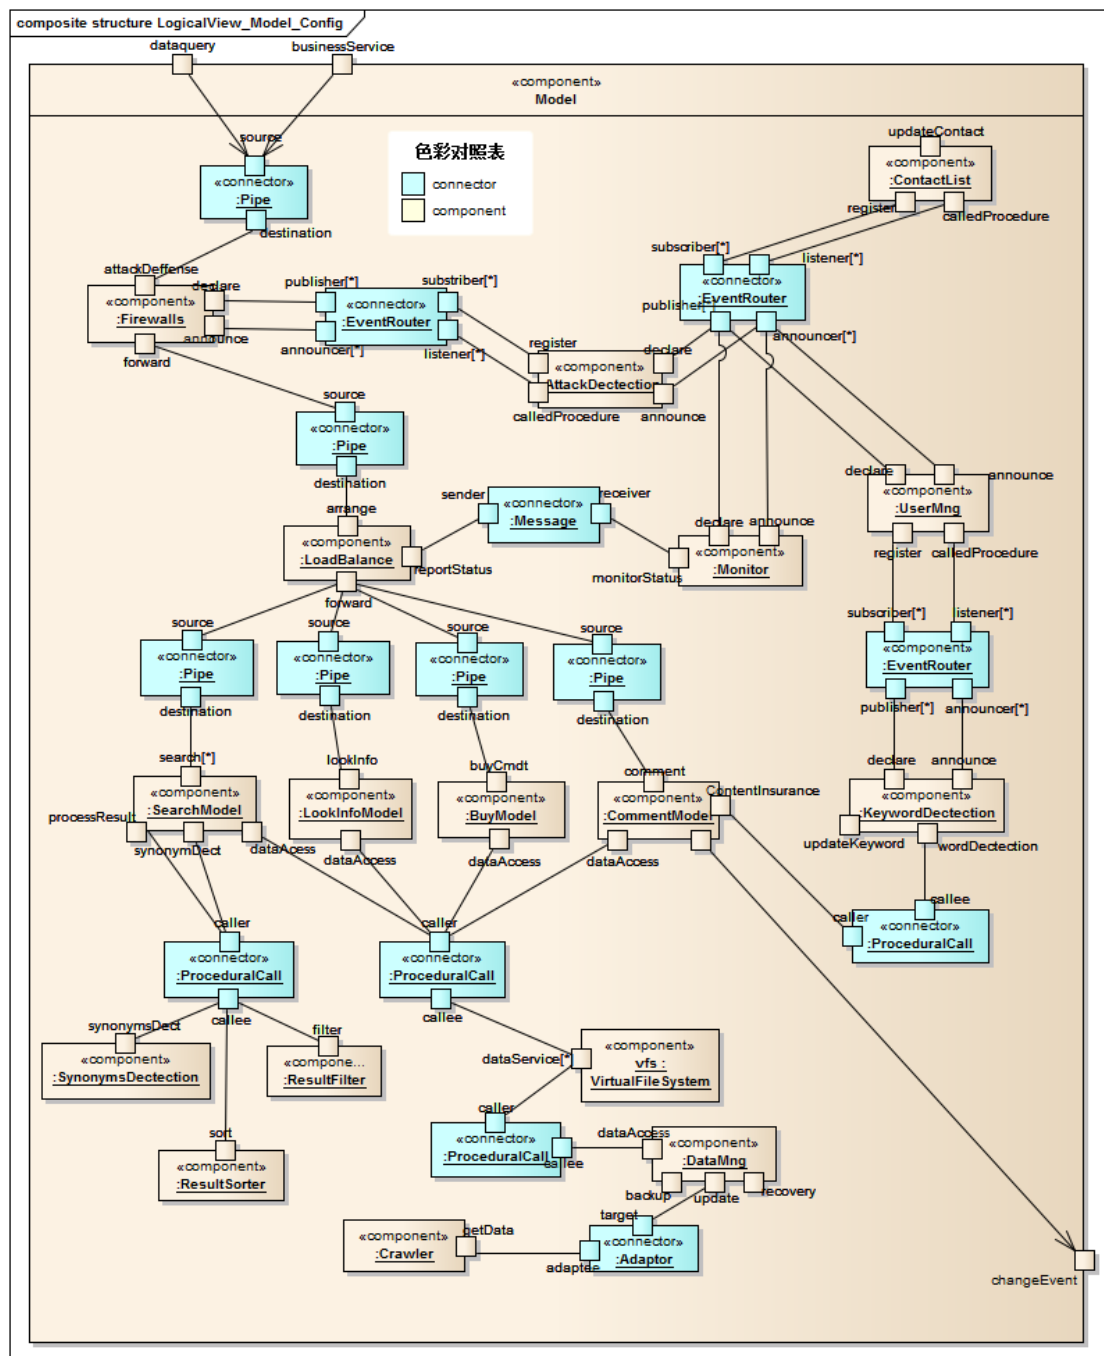 composite structure LogicalView_Model_Config
dataquery
businessService
«component»
Model
source
色彩对照表
connector
component
«connector»
:Pipe
destination
updateContact
«component»
:ContactList
register
calledProcedure
subscriber[*]
listener[*]
«connector»
:EventRouter
publisher[*]
announcer[*]
attackDeffense
declare
«component»
:Firewalls
announce
forward
publisher[*]
substriber[*]
«connector»
:EventRouter
announcer[*]
listener[*]
register
declare
«component»
AttackDectection
calledProcedure
announce
source
«connector»
:Pipe
destination
arrange
«component»
:LoadBalance
reportStatus
forward
sender
receiver
«connector»
:Message
declare
announce
«component»
:Monitor
monitorStatus
declare
announce
«component»
:UserMng
register
calledProcedure
subscriber[*]
listener[*]
«component»
:EventRouter
publisher[*]
announcer[*]
source
«connector»
:Pipe
destination
source
«connector»
:Pipe
destination
source
«connector»
:Pipe
destination
source
«connector»
:Pipe
destination
search[*]
«component»
:SearchModel
processResult
synonymDect
dataAcess
lookInfo
«component»
:LookInfoModel
dataAccess
buyCmdt
«component»
:BuyModel
dataAccess
comment
ContentInsurance
«component»
:CommentModel
dataAccess
declare
announce
«component»
:KeywordDectection
updateKeyword
wordDectection
callee
caller
«connector»
:ProceduralCall
caller
«connector»
:ProceduralCall
callee
caller
«connector»
:ProceduralCall
callee
synonymsDect
«component»
:SynonymsDectection
filter
«compone...
:ResultFilter
sort
«component»
:ResultSorter
dataService[*]
«component»
vfs :
VirtualFileSystem
caller
«connector»
:ProceduralCall
callee
dataAccess
«component»
:DataMng
backup
update
recovery
target
«connector»
:Adaptor
adaptee
getData
«component»
:Crawler
changeEvent